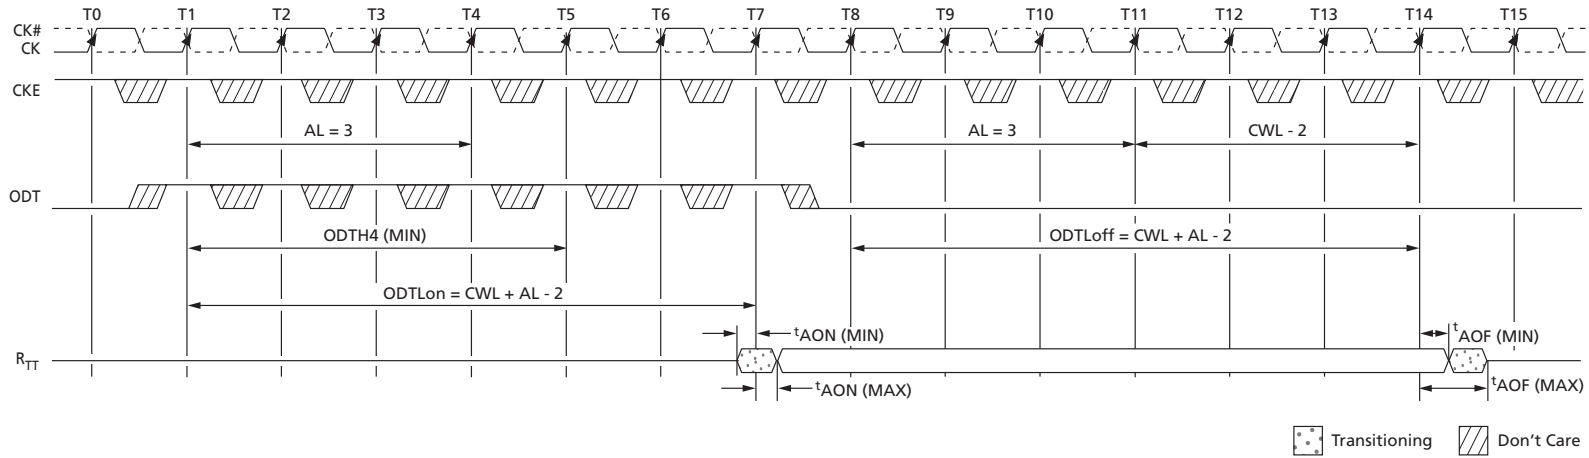 T0 T1 T2 T3 T4 T5 T6 T7 T8 T9 T10 T11 T12 T13 T14 T15
CK#
CK
CKE
AL = 3 AL = 3 CWL - 2
ODT
ODTH4 (MIN) ODTLoff = CWL + AL - 2
ODTLon = CWL + AL - 2
tAON (MIN) tAOF (MIN)
RTT
tAON (MAX) tAOF (MAX)
Transitioning Don't Care